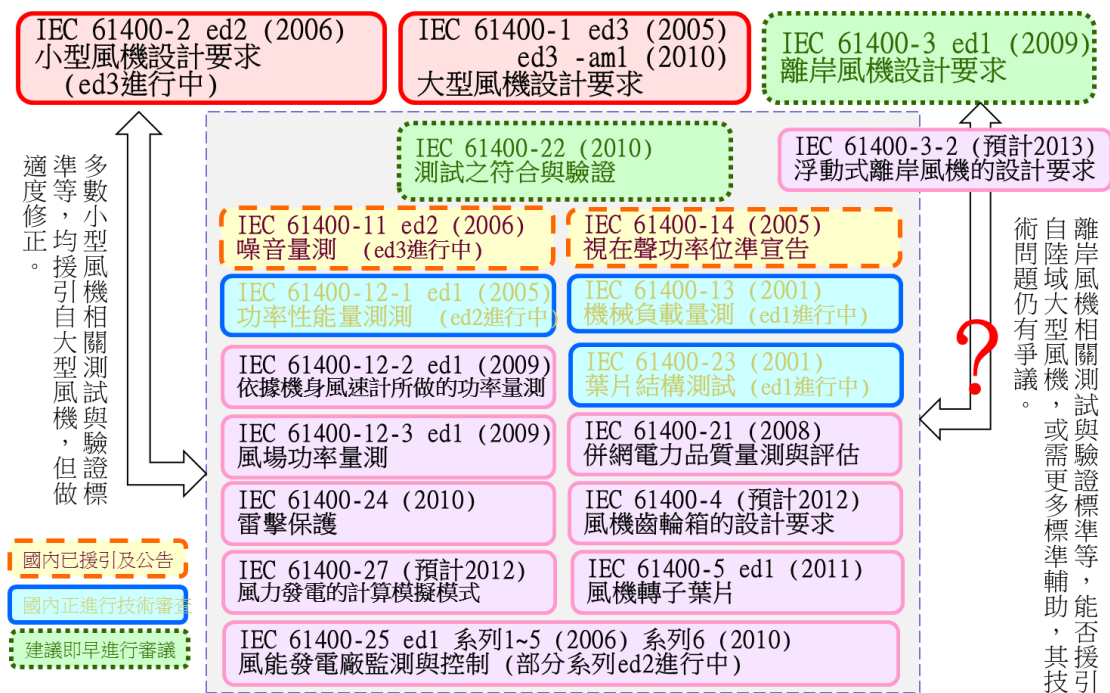 IEC 61400-2 ed2 (2006)
小型風機設計要求
(ed3進行中)
IEC 61400-1 ed3 (2005)
ed3 -am1 (2010)
大型風機設計要求
IEC 61400-3 ed1 (2009)
離岸風機設計要求
IEC 61400-22 (2010)
測試之符合與驗證
IEC 61400-3-2 (預計2013)
浮動式離岸風機的設計要求
多數小型風機相關測試與驗證標
準等，均援引自大型風機，但做
適度修正。
IEC 61400-11 ed2 (2006)
噪音量測 (ed3進行中)
IEC 61400-14 (2005)
視在聲功率位準宣告
IEC 61400-12-1 ed1 (2005)
功率性能量測測 (ed2進行中)
IEC 61400-13 (2001)
機械負載量測 (ed1進行中)
IEC 61400-12-2 ed1 (2009)
依據機身風速計所做的功率量測
IEC 61400-23 (2001)
葉片結構測試 (ed1進行中)
IEC 61400-12-3 ed1 (2009)
風場功率量測
IEC 61400-21 (2008)
併網電力品質量測與評估
IEC 61400-24 (2010)
雷擊保護
IEC 61400-4 (預計2012)
風機齒輪箱的設計要求
IEC 61400-27 (預計2012)
風力發電的計算模擬模式
IEC 61400-5 ed1 (2011)
風機轉子葉片
IEC 61400-25 ed1 系列1~5 (2006) 系列6 (2010)
風能發電廠監測與控制 (部分系列ed2進行中)
?
離岸風機相關測試與驗證標準等，能否援引
自陸域大型風機，或需更多標準輔助，其技
術問題仍有爭議。
國內已援引及公告
國內正進行技術審查
建議即早進行審議